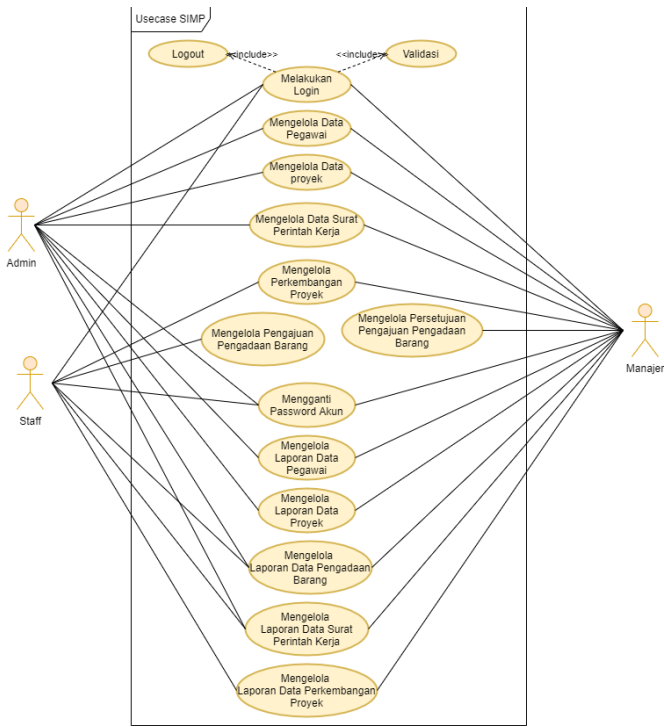 Usecase SIMP
Logout
<<include>>
<<include>>
Validasi
Melakukan
Login
Mengelola Data
Pegawai
Mengelola Data
proyek
Mengelola Data Surat
Perintah Kerja
Admin
Mengelola
Perkembangan
Proyek
Mengelola Pengajuan
Pengadaan Barang
Mengelola Persetujuan
Pengajuan Pengadaan
Barang
Manajer
Staff
Mengganti
Password Akun
Mengelola
Laporan Data
Pegawai
Mengelola
Laporan Data
Proyek
Mengelola
Laporan Data Pengadaan
Barang
Mengelola
Laporan Data Surat
Perintah Kerja
Mengelola
Laporan Data Perkembangan
Proyek